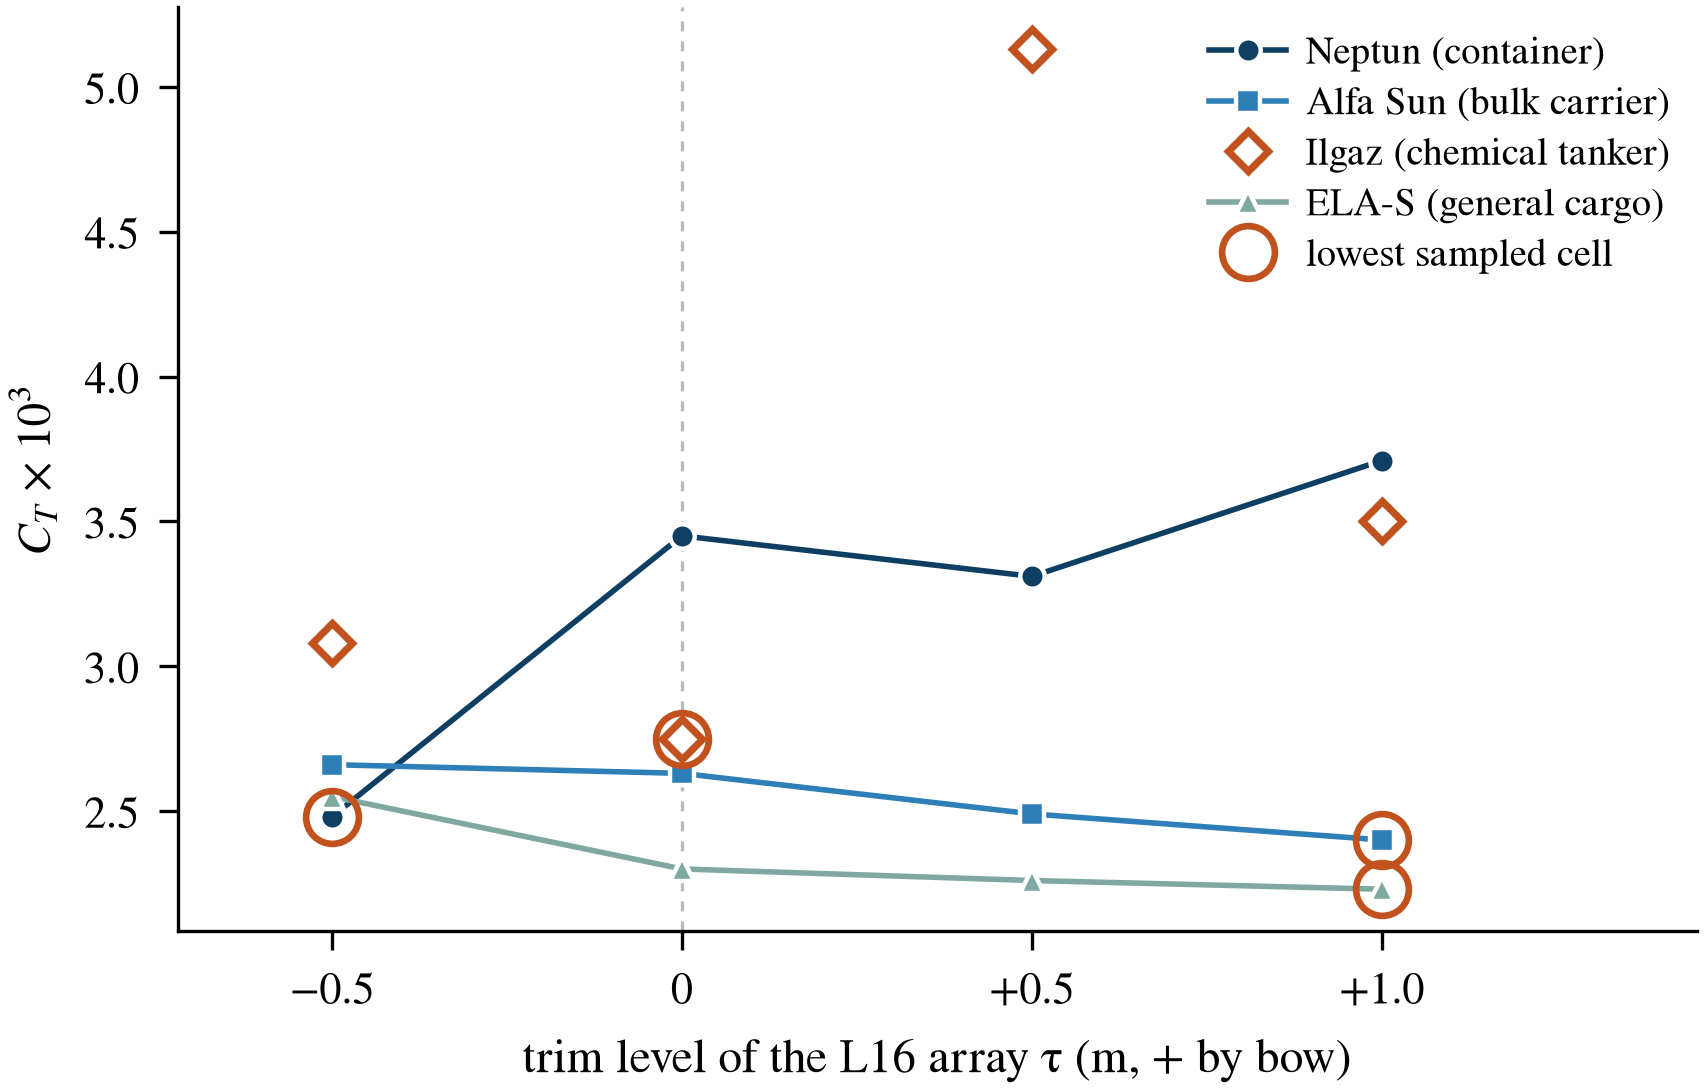 Neptun (container)
Alfa Sun (bulk carrier)
Ilgaz (chemical tanker)
ELA-S (general cargo)
lowest sampled cell
5.0
4.5
4.0
3.5
3.0
2.5
C_T × 10³
−0.5
0
+0.5
+1.0
trim level of the L16 array τ (m, + by bow)